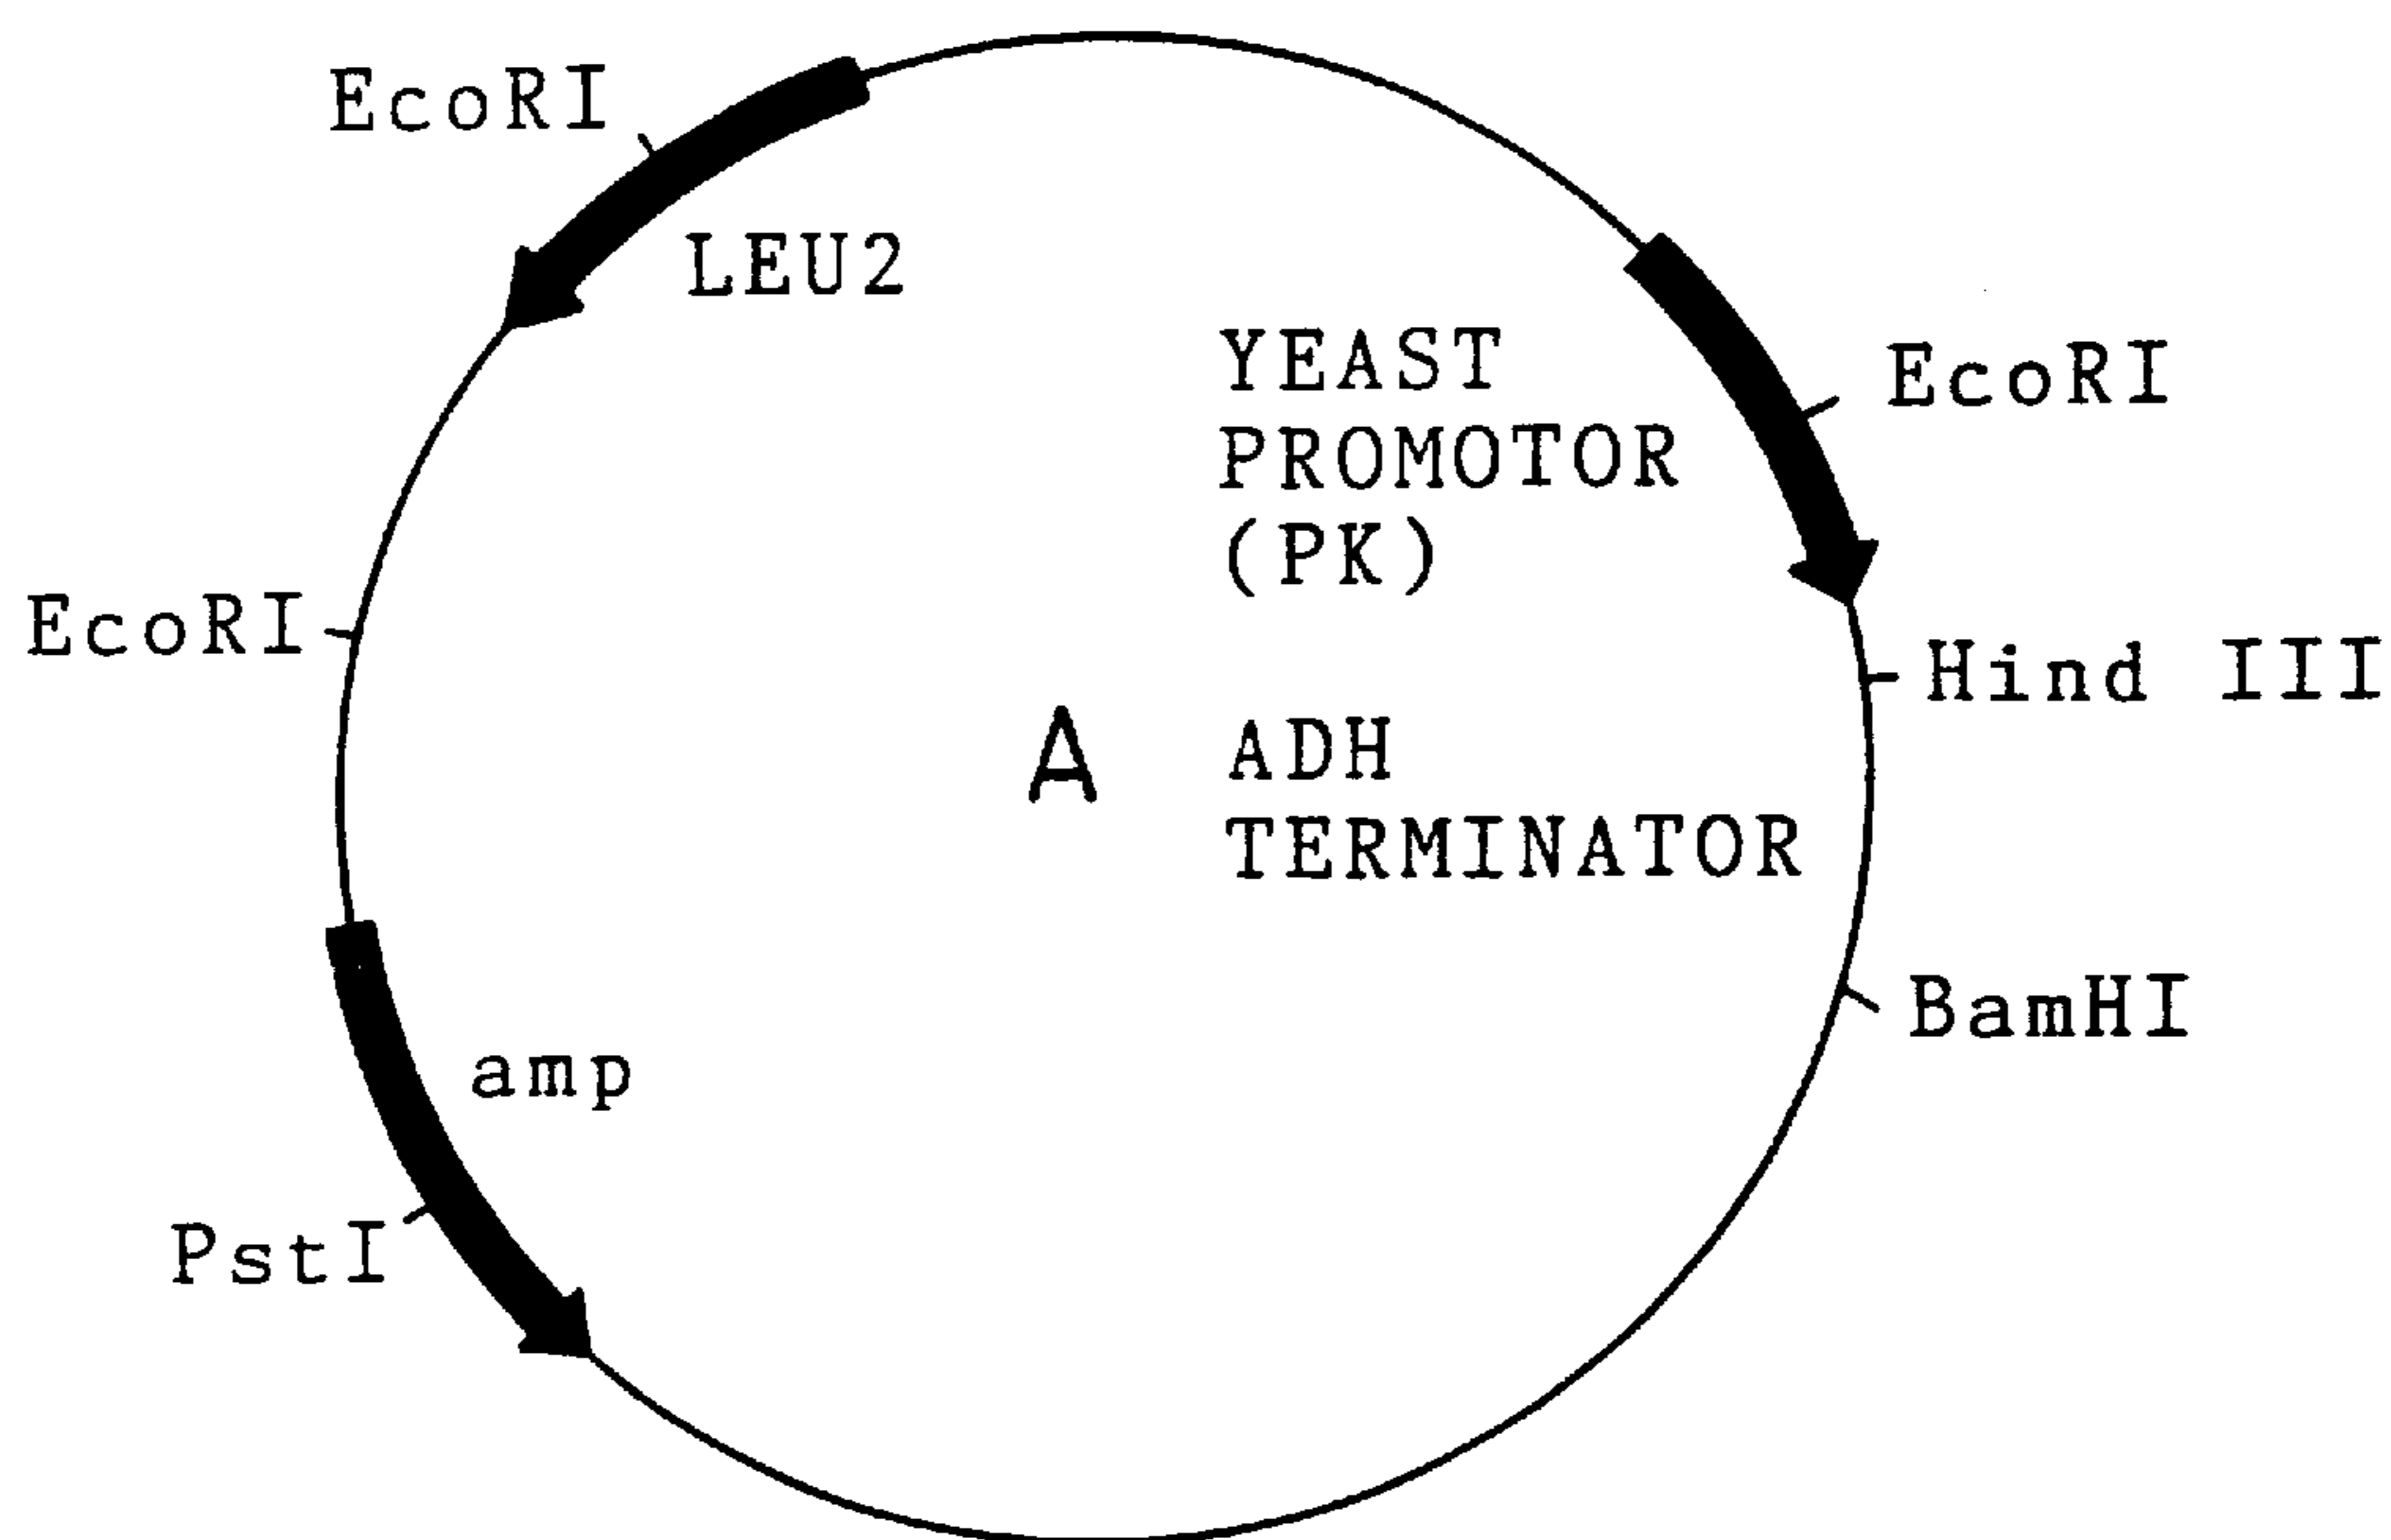 EcoRI
LEU2
YEAST
PROMOTOR
(PK)
EcoRI
EcoRI
Hind III
A
ADH
TERMINATOR
BamHI
amp
PstI